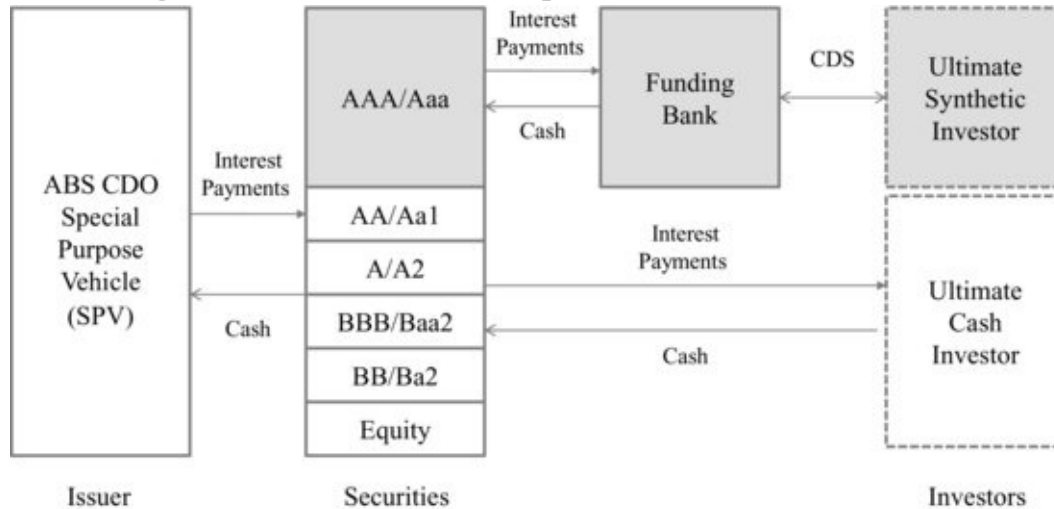 ABS CDO
Special
Purpose
Vehicle
(SPV)
Interest
Payments
Cash
AAA/Aaa
AA/Aa1
A/A2
BBB/Baa2
BB/Ba2
Equity
Interest
Payments
Cash
Funding
Bank
CDS
Ultimate
Synthetic
Investor
Interest
Payments
Cash
Ultimate
Cash
Investor
Issuer
Securities
Investors